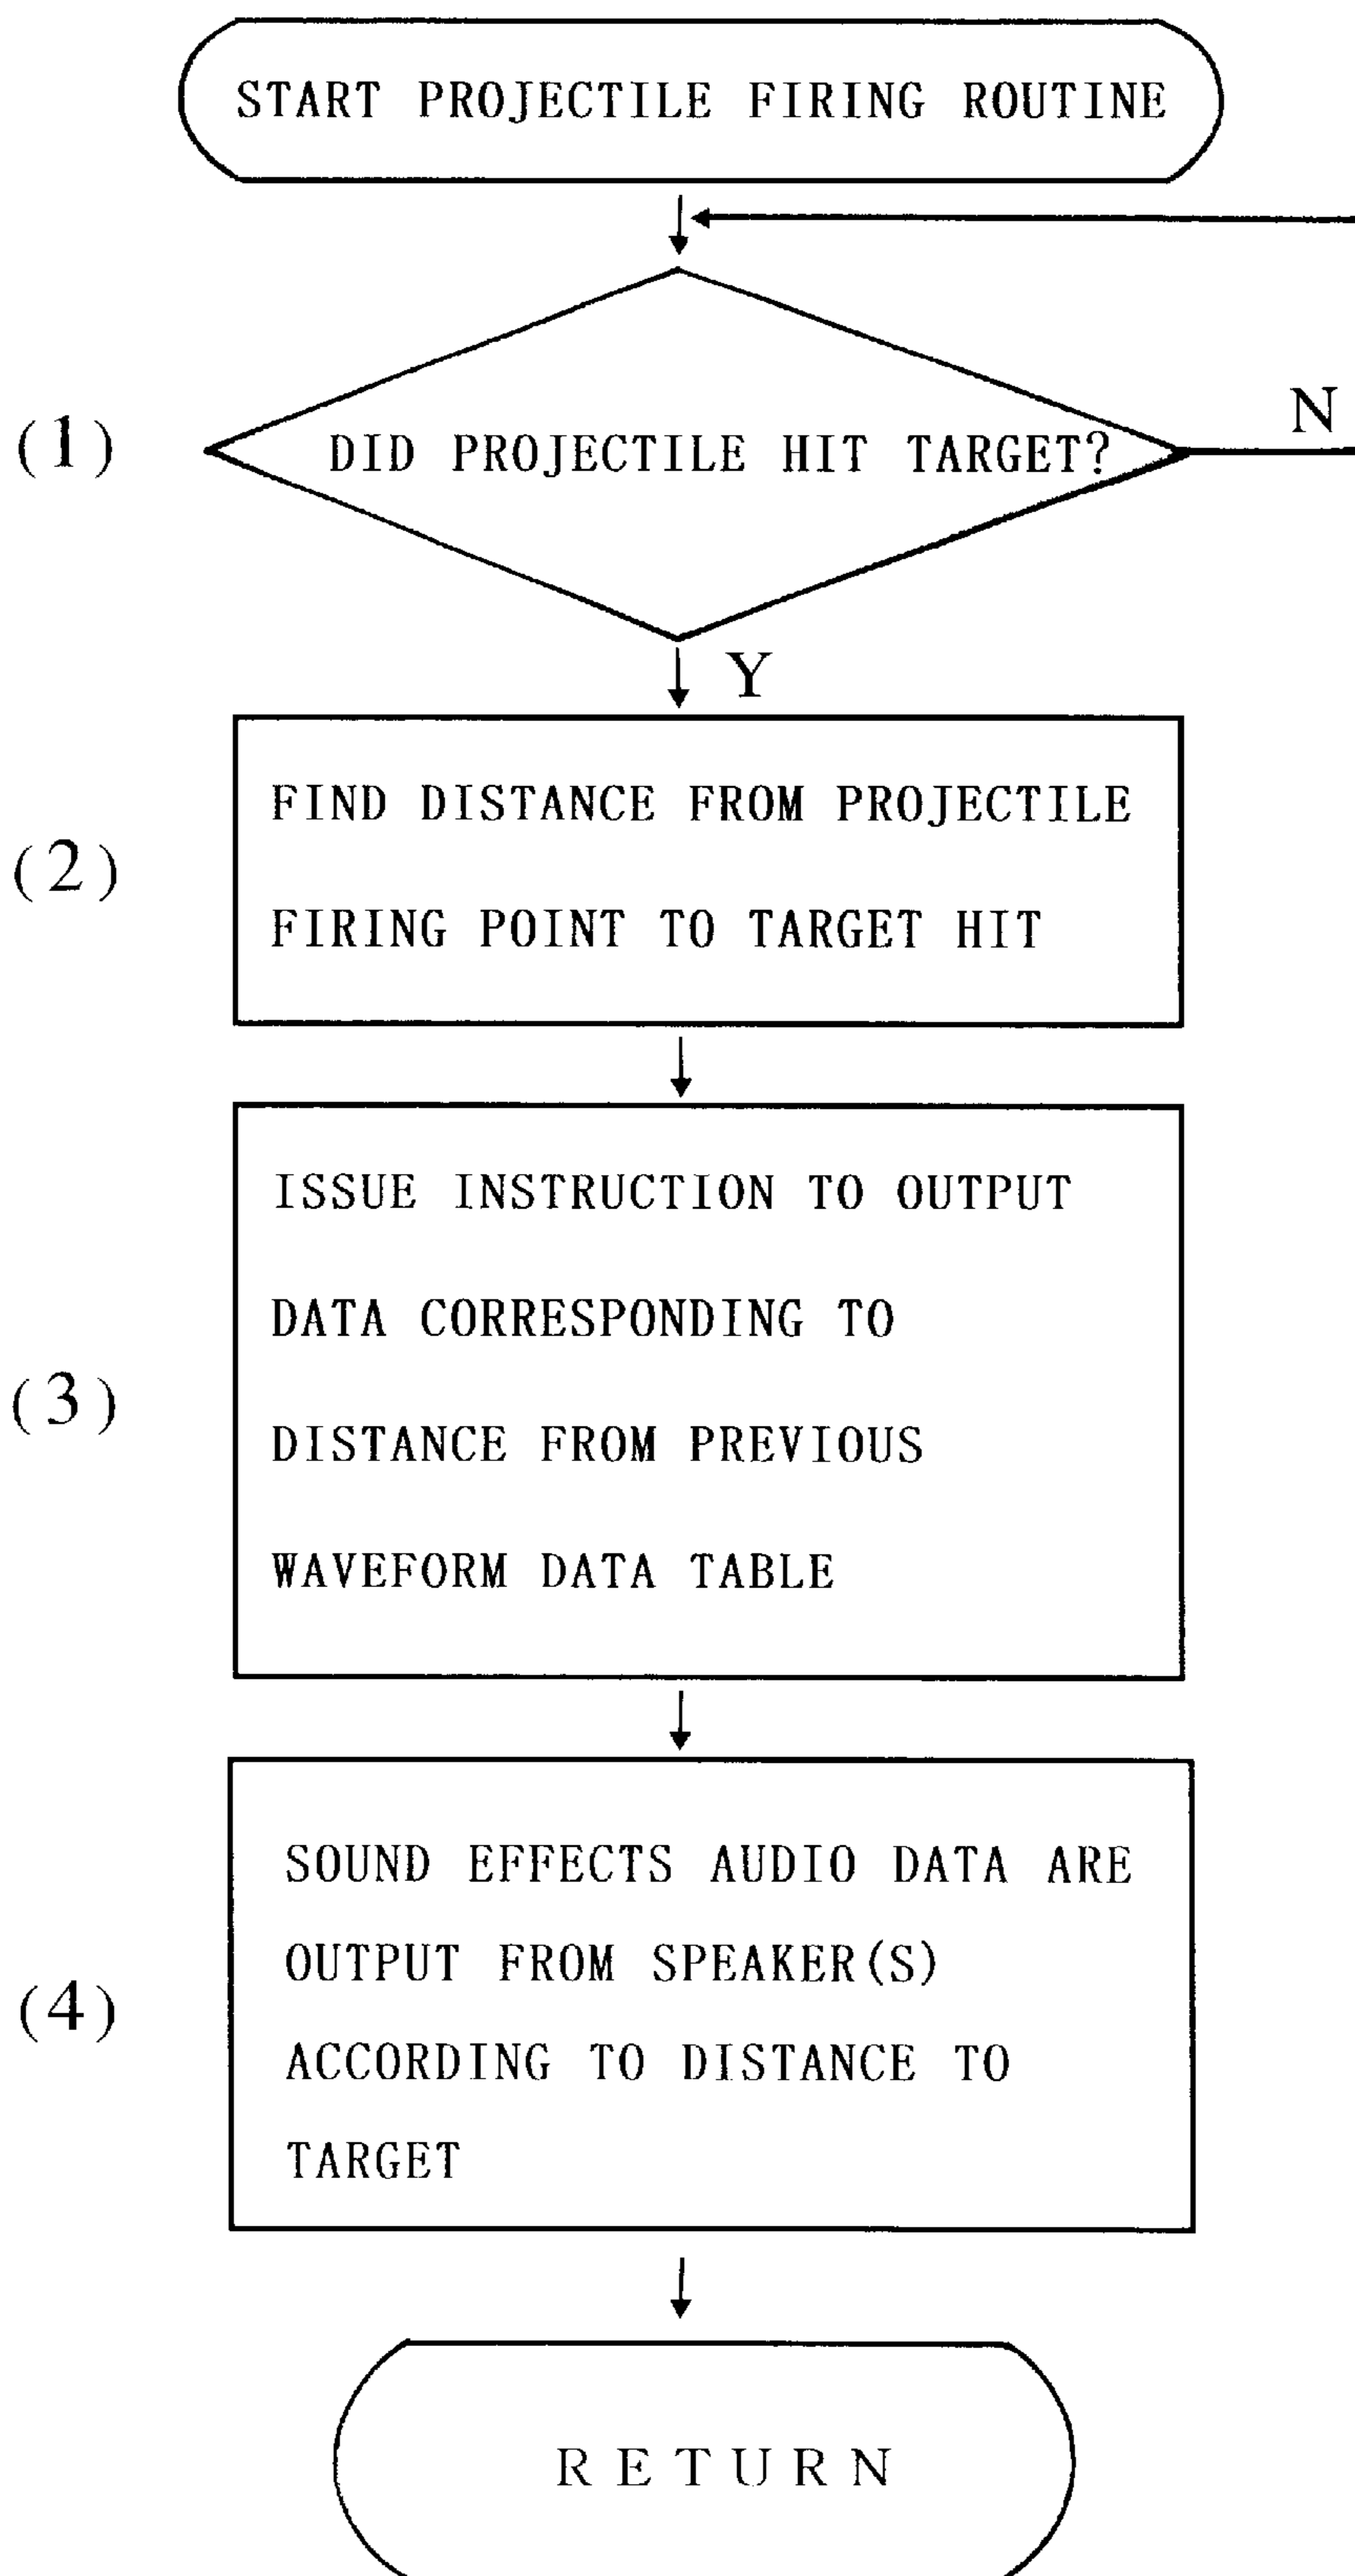 START PROJECTILE FIRING ROUTINE
(1)
DID PROJECTILE HIT TARGET?
N
Y
(2)
FIND DISTANCE FROM PROJECTILE
FIRING POINT TO TARGET HIT
(3)
ISSUE INSTRUCTION TO OUTPUT
DATA CORRESPONDING TO
DISTANCE FROM PREVIOUS
WAVEFORM DATA TABLE
(4)
SOUND EFFECTS AUDIO DATA ARE
OUTPUT FROM SPEAKER(S)
ACCORDING TO DISTANCE TO
TARGET
RETURN